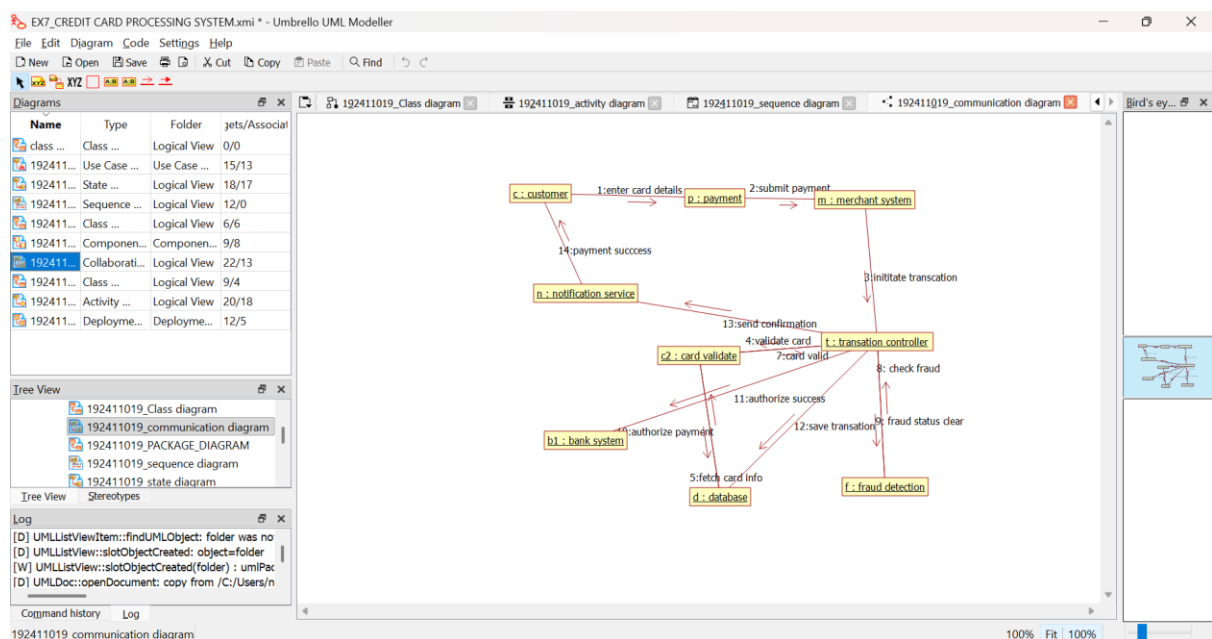 EX7_CREDIT CARD PROCESSING SYSTEM.xmi * - Umbrello UML Modeller
File Edit Diagram Code Settings Help
New Open Save Cut Copy Paste Find
XYZ XYZ A:B A:B
Diagrams
Name Type Folder gets/Associat
class ... Class ... Logical View 0/0
192411... Use Case ... Use Case ... 15/13
192411... State ... Logical View 18/17
192411... Sequence ... Logical View 12/0
192411... Class ... Logical View 6/6
192411... Componen... Componen... 9/8
192411... Collaborati... Logical View 22/13
192411... Class ... Logical View 9/4
192411... Activity ... Logical View 20/18
192411... Deployme... Deployme... 12/5
Tree View
192411019_Class diagram
192411019_communication diagram
192411019_PACKAGE_DIAGRAM
192411019_sequence diagram
192411019 state diagram
Tree View Stereotypes
Log
[D] UMLListViewItem::findUMLObject: folder was no
[D] UMLListView::slotObjectCreated: object=folder
[W] UMLListView::slotObjectCreated(folder) : umlPac
[D] UMLDoc::openDocument: copy from /C:/Users/n
Command history Log
192411019_Class diagram 192411019_activity diagram 192411019_sequence diagram 192411019_communication diagram
c : customer
1:enter card details
p : payment
2:submit payment
m : merchant system
14:payment succcess
3:inititate transcation
n : notification service
13:send confirmation
4:validate card
t : transation controller
c2 : card validate
7:card valid
8: check fraud
11:authorize success
10:authorize payment
b1 : bank system
12:save transation
9: fraud status clear
5:fetch card info
d : database
f : fraud detection
Bird's ey...
192411019 communication diagram
100% Fit 100%